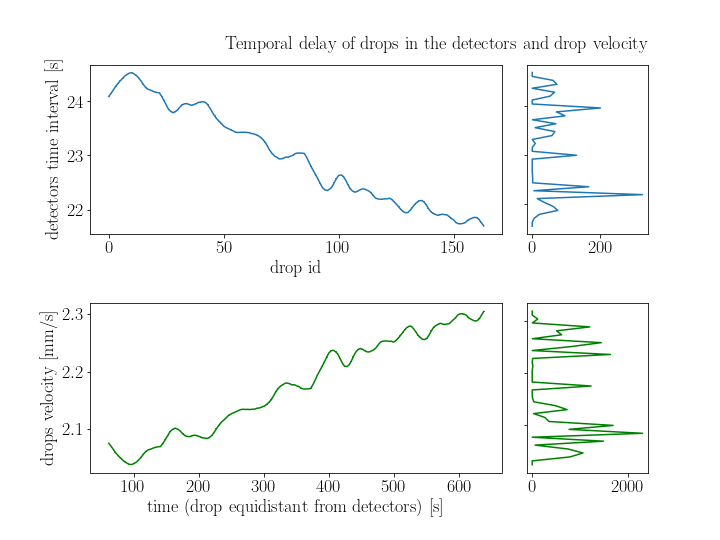 Temporal delay of drops in the detectors and drop velocity
detectors time interval [s]
24
23
22
0 50 100 150
drop id
0 200
drops velocity [mm/s]
2.3
2.2
2.1
100 200 300 400 500 600
time (drop equidistant from detectors) [s]
0 2000